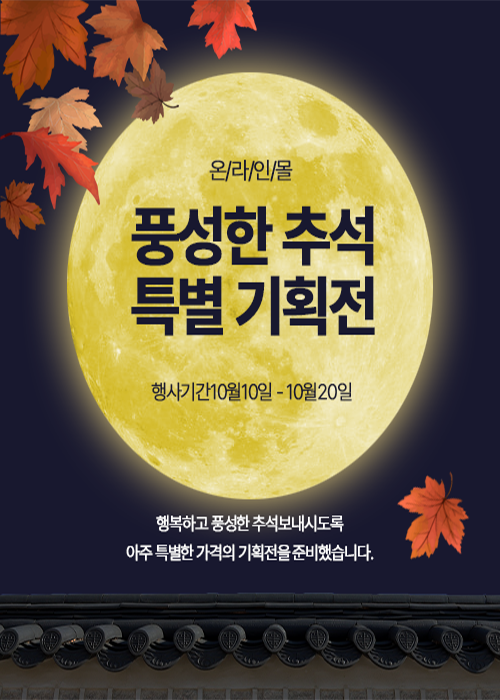 온/라/인/몰
풍성한 추석
특별 기획전
행사기간10월10일 - 10월20일
행복하고 풍성한 추석보내시도록
아주 특별한 가격의 기획전을 준비했습니다.